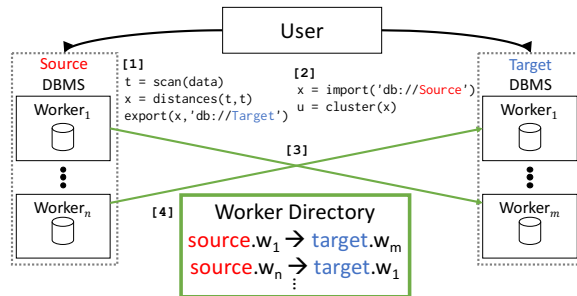 User
Source
DBMS
Worker1
Workern
[1]
t = scan(data)
x = distances(t,t)
export(x,'db://Target')
[2]
x = import('db://Source')
u = cluster(x)
Target
DBMS
Worker1
Workerm
[3]
[4]
Worker Directory
source.w1 → target.wm
source.wn → target.w1
⋮